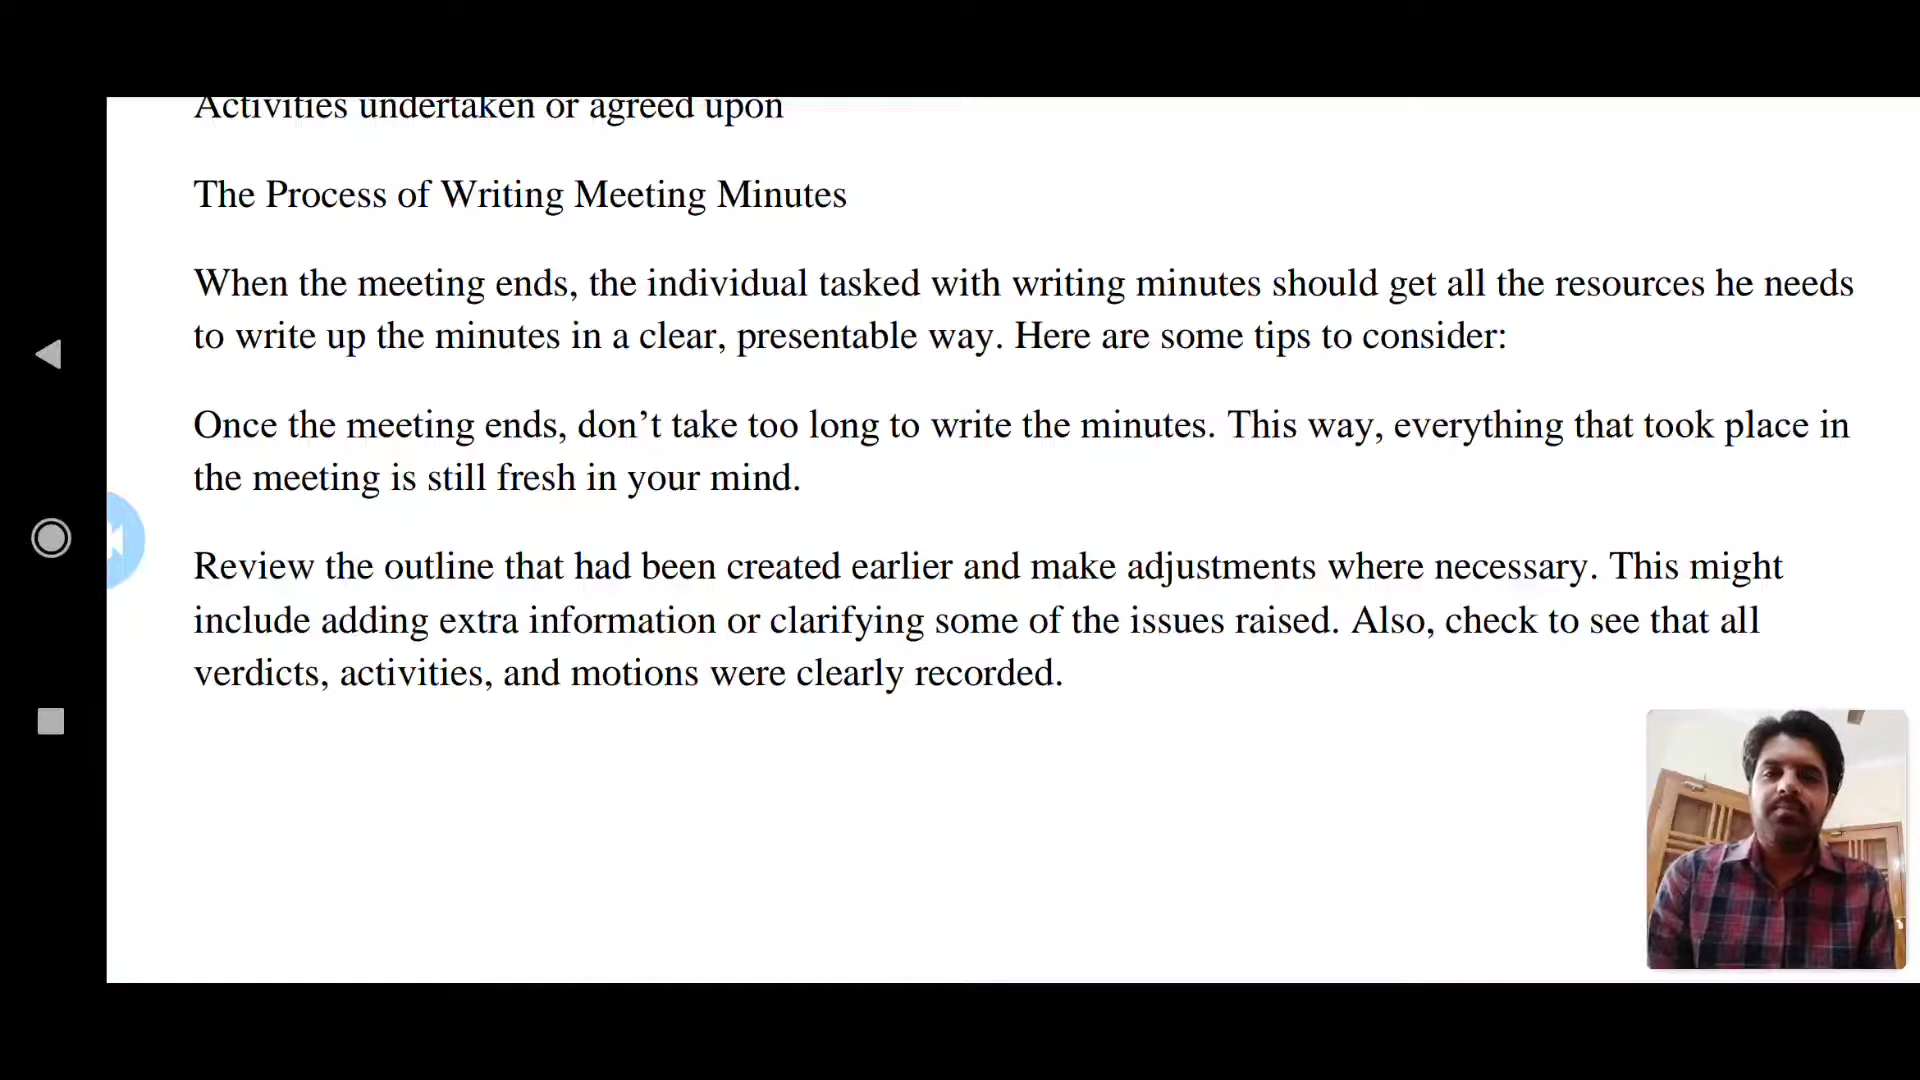 Activities undertaken or agreed upon
The Process of Writing Meeting Minutes
When the meeting ends, the individual tasked with writing minutes should get all the resources he needs
to write up the minutes in a clear, presentable way. Here are some tips to consider:
Once the meeting ends, don’t take too long to write the minutes. This way, everything that took place in
the meeting is still fresh in your mind.
Review the outline that had been created earlier and make adjustments where necessary. This might
include adding extra information or clarifying some of the issues raised. Also, check to see that all
verdicts, activities, and motions were clearly recorded.